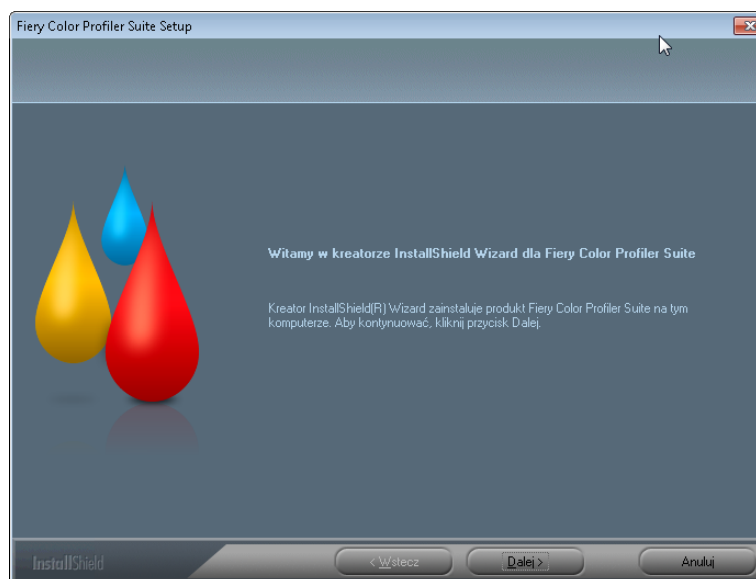 Fiery Color Profiler Suite Setup
Witamy w kreatorze InstallShield Wizard dla Fiery Color Profiler Suite
Kreator InstallShield(R) Wizard zainstaluje produkt Fiery Color Profiler Suite na tym
komputerze. Aby kontynuować, kliknij przycisk Dalej.
InstallShield
< Wstecz
Dalej >
Anuluj